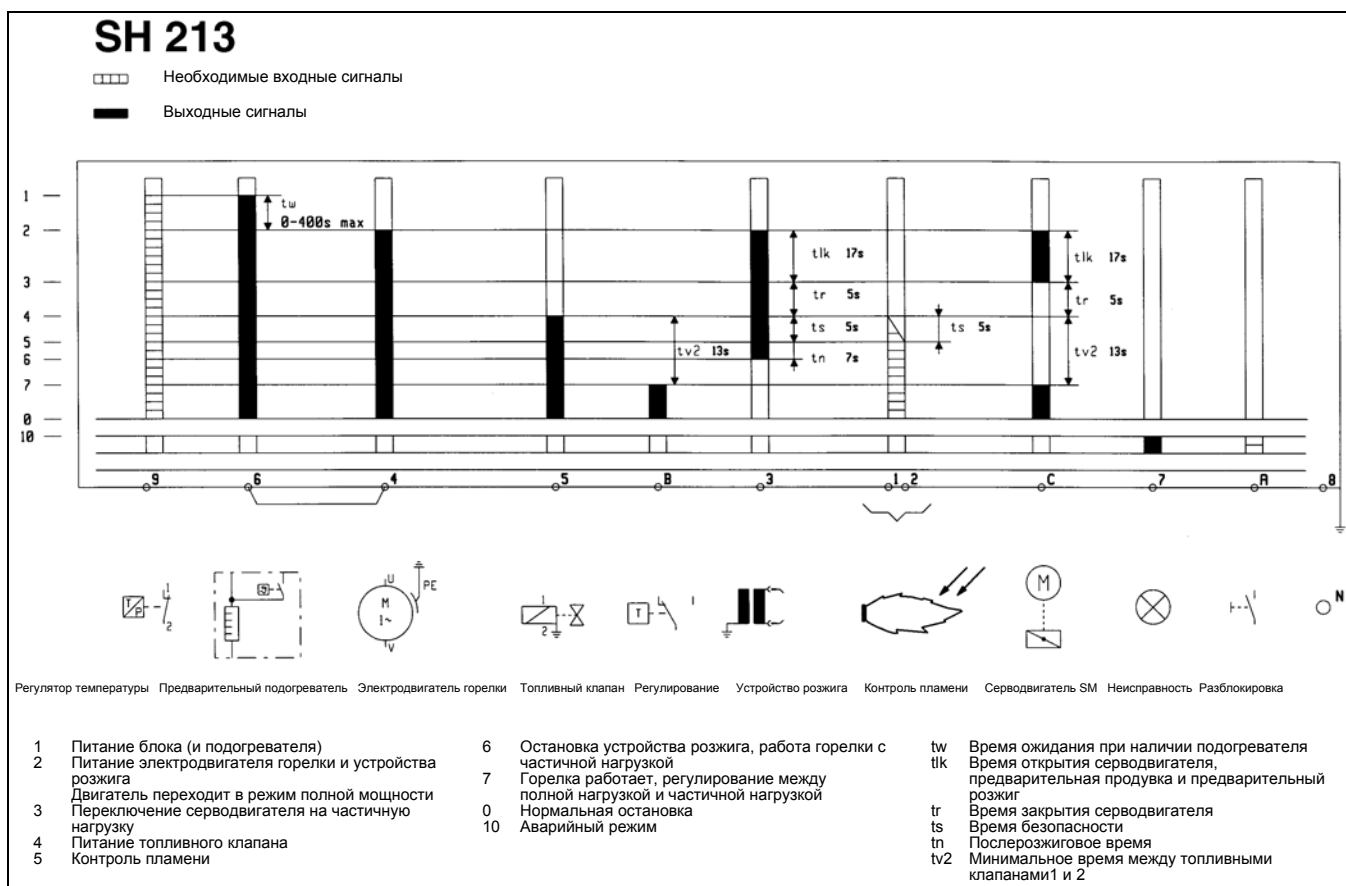 SH 213
Необходимые входные сигналы
Выходные сигналы
1
2
3
4
5
6
7
0
10
tw
0-400s max
tlk 17s
tr 5s
ts 5s
tn 7s
tv2 13s
ts 5s
tlk 17s
tr 5s
tv2 13s
9 6 4 5 B 3 1 2 C 7 A 8
T
P
1
2
U
M
1~
V
PE
1
2
T
M
N
Регулятор температуры Предварительный подогреватель Электродвигатель горелки Топливный клапан Регулирование Устройство розжига Контроль пламени Серводвигатель SM Неисправность Разблокировка
1 Питание блока (и подогревателя)
2 Питание электродвигателя горелки и устройства
розжига
Двигатель переходит в режим полной мощности
3 Переключение серводвигателя на частичную
нагрузку
4 Питание топливного клапана
5 Контроль пламени
6 Остановка устройства розжига, работа горелки с
частичной нагрузкой
7 Горелка работает, регулирование между
полной нагрузкой и частичной нагрузкой
0 Нормальная остановка
10 Аварийный режим
tw Время ожидания при наличии подогревателя
tlk Время открытия серводвигателя,
предварительная продувка и предварительный
розжиг
tr Время закрытия серводвигателя
ts Время безопасности
tn Послерозжиговое время
tv2 Минимальное время между топливными
клапанами1 и 2